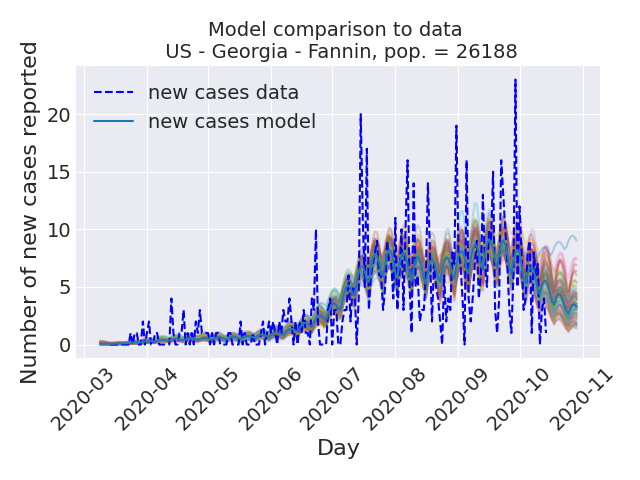 Model comparison to data
US - Georgia - Fannin, pop. = 26188
new cases data
new cases model
Number of new cases reported
20
15
10
5
0
2020-03
2020-04
2020-05
2020-06
2020-07
2020-08
2020-09
2020-10
2020-11
Day